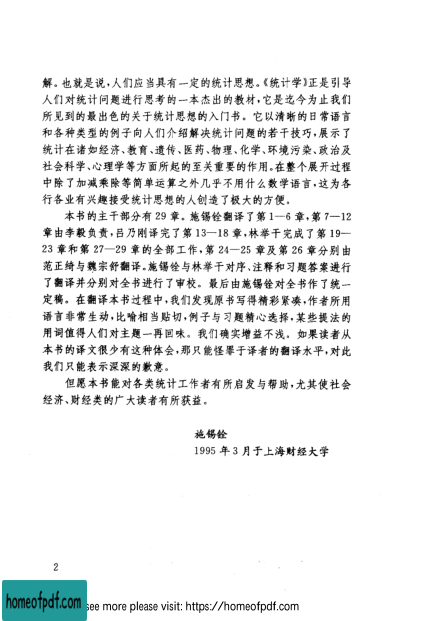 解。也就是说,人们应当具有一定的统计思想。《统计学》正是引导
人们对统计问题进行思考的一本杰出的教材,它是迄今为止我们
所见到的最出色的关于统计思想的入门书。它以清晰的日常语言
和各种类型的例子向人们介绍解决统计问题的若干技巧,展示了
统计在诸如经济、教育、遗传、医药、物理、化学、环境污染、政治及
社会科学、心理学等方面所起的至关重要的作用。在整个展开过程
中除了加减乘除等简单运算之外几乎不用什么数学语言,这为各
行各业有兴趣接受统计思想的人创造了极大的方便。
本书的主干部分有 29 章。施锡铨翻译了第 1—6 章,第 7—12
章由李毅负责,吕乃刚译完了第 13—18 章,林举干完成了第 19—
23 章和第 27—29 章的全部工作,第 24—25 章及第 26 章分别由
范正绮与魏宗舒翻译。施锡铨与林举干对序、注释和习题答案进行
了翻译并分别对全书进行了审校。最后由施锡铨对全书作了统一
定稿。在翻译本书过程中,我们发现原书写得精彩紧凑,作者所用
语言非常生动,比喻相当贴切,例子与习题精心选择,某些提法的
用词值得人们对主题一再回味。我们确实增益不浅。如果读者从
本书的译文很少有这种体会,那只能怪罪于译者的翻译水平,对此
我们只能表示深深的歉意。
但愿本书能对各类统计工作者有所启发与帮助,尤其使社会
经济、财经类的广大读者有所获益。
施锡铨
1995 年 3 月于上海财经大学
2
homeofpdf.com
see more please visit: https://homeofpdf.com